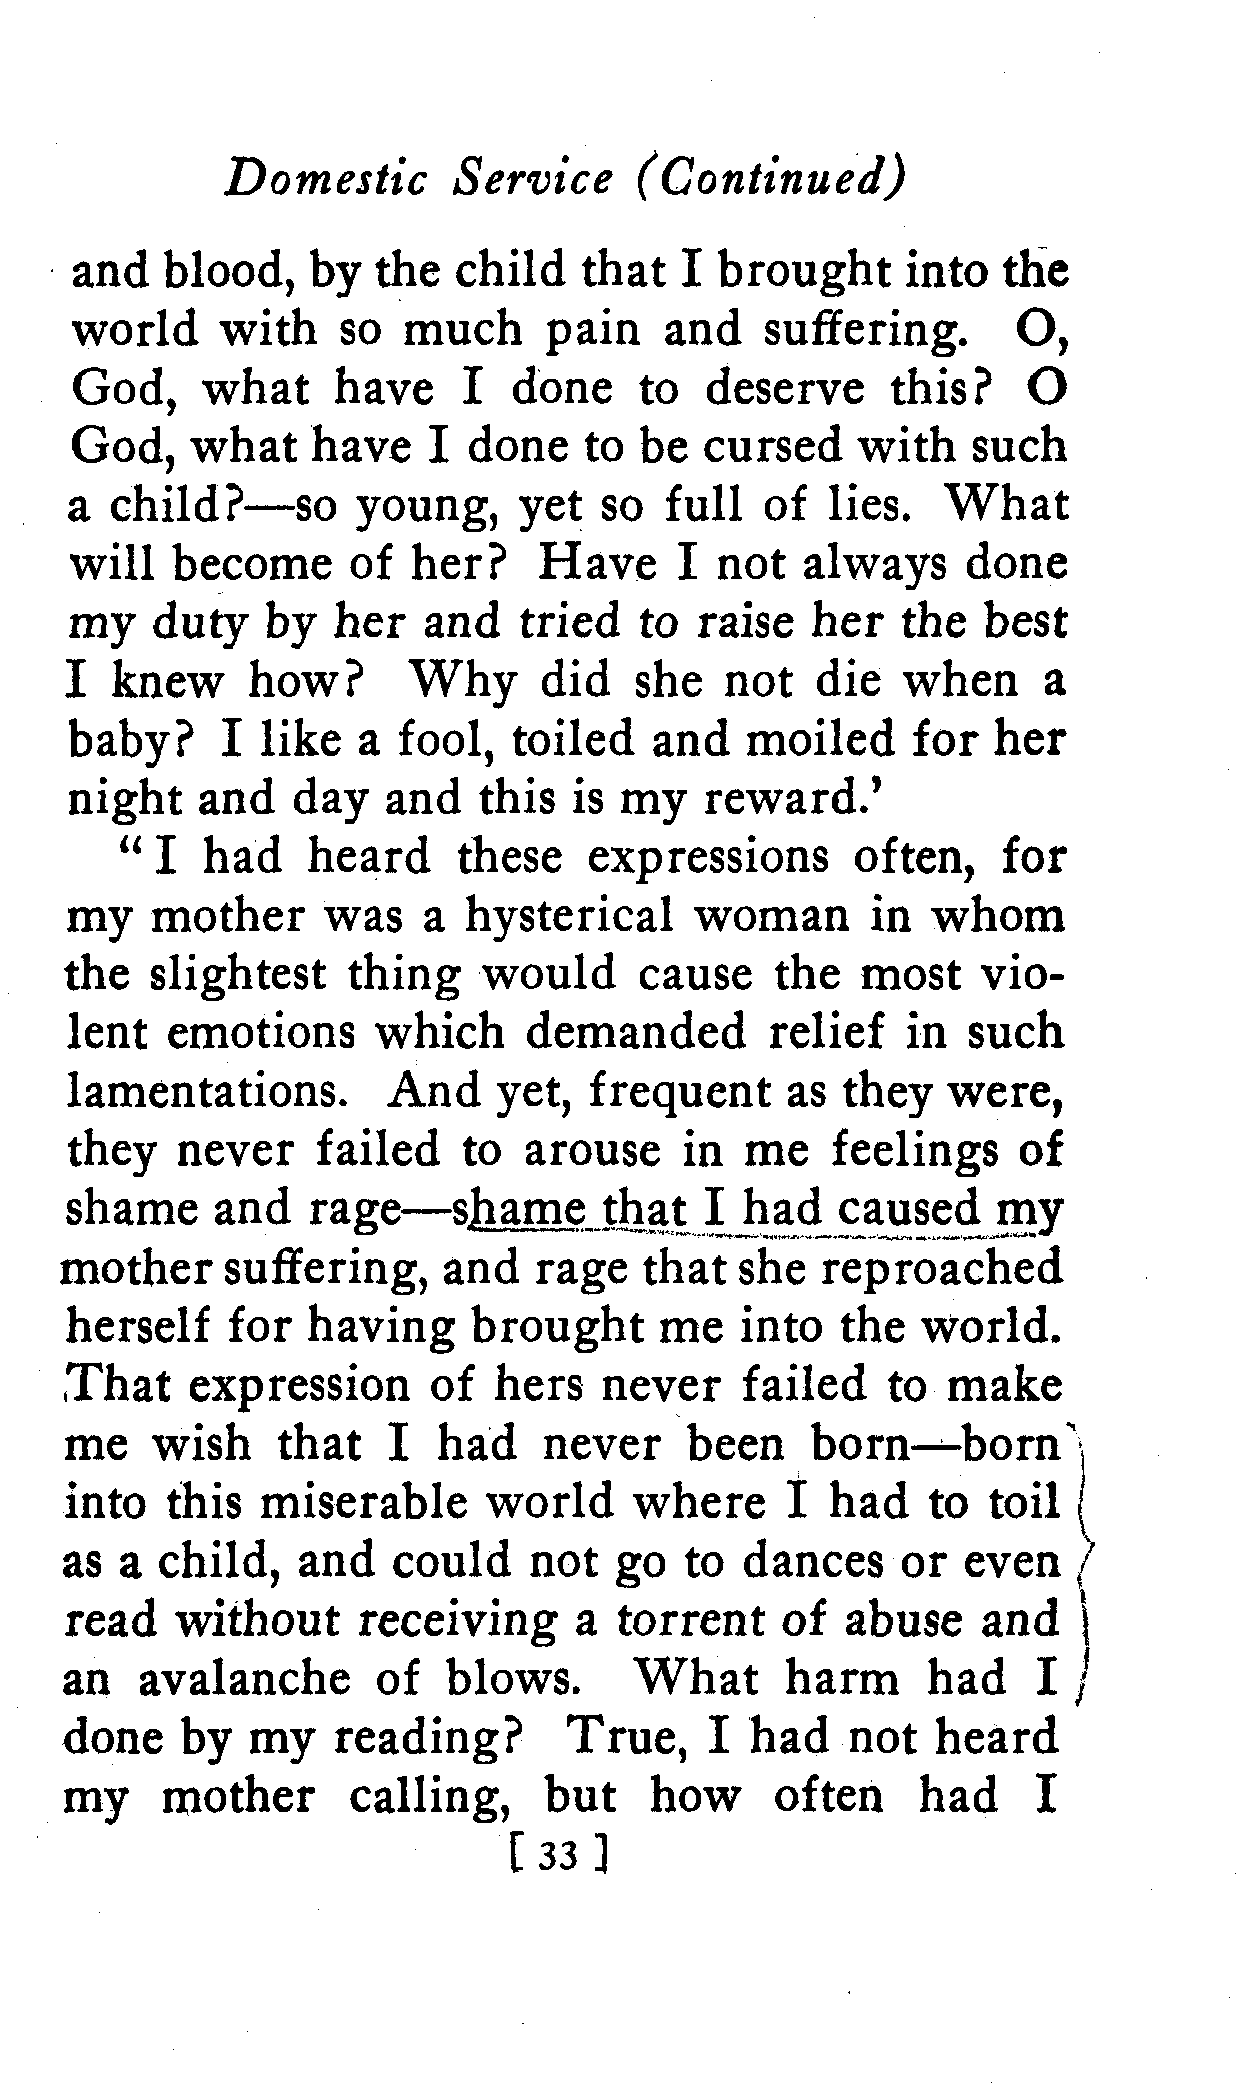 Domestic Service (Continued)
and blood, by the child that I brought into the
world with so much pain and suffering. O,
God, what have I done to deserve this? O
God, what have I done to be cursed with such
a child?—so young, yet so full of lies. What
will become of her? Have I not always done
my duty by her and tried to raise her the best
I knew how? Why did she not die when a
baby? I like a fool, toiled and moiled for her
night and day and this is my reward.’
“I had heard these expressions often, for
my mother was a hysterical woman in whom
the slightest thing would cause the most vio-
lent emotions which demanded relief in such
lamentations. And yet, frequent as they were,
they never failed to arouse in me feelings of
shame and rage—shame that I had caused my
mother suffering, and rage that she reproached
herself for having brought me into the world.
That expression of hers never failed to make
me wish that I had never been born—born
into this miserable world where I had to toil
as a child, and could not go to dances or even
read without receiving a torrent of abuse and
an avalanche of blows. What harm had I
done by my reading? True, I had not heard
my mother calling, but how often had I
[ 33 ]